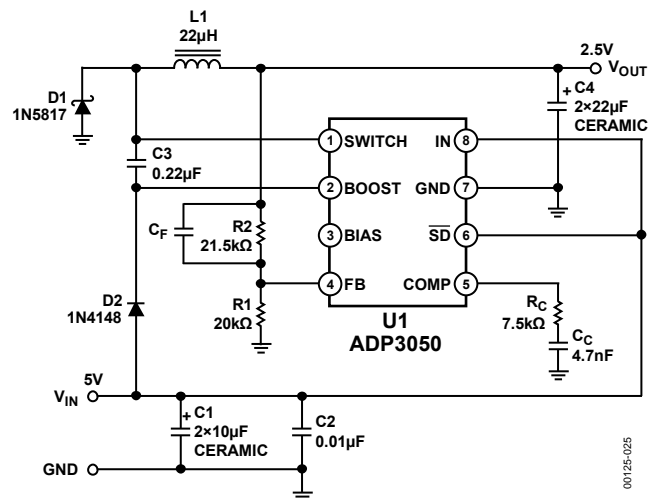 L1
22µH
2.5V
VOUT
D1
1N5817
C4
+ 2×22µF
CERAMIC
C3
0.22µF
1 SWITCH
IN 8
2 BOOST
GND 7
3 BIAS
SD 6
4 FB
COMP 5
CF
R2
21.5kΩ
R1
20kΩ
U1
ADP3050
RC
7.5kΩ
CC
4.7nF
D2
1N4148
5V
VIN
+ C1
2×10µF
CERAMIC
C2
0.01µF
GND
00125-025